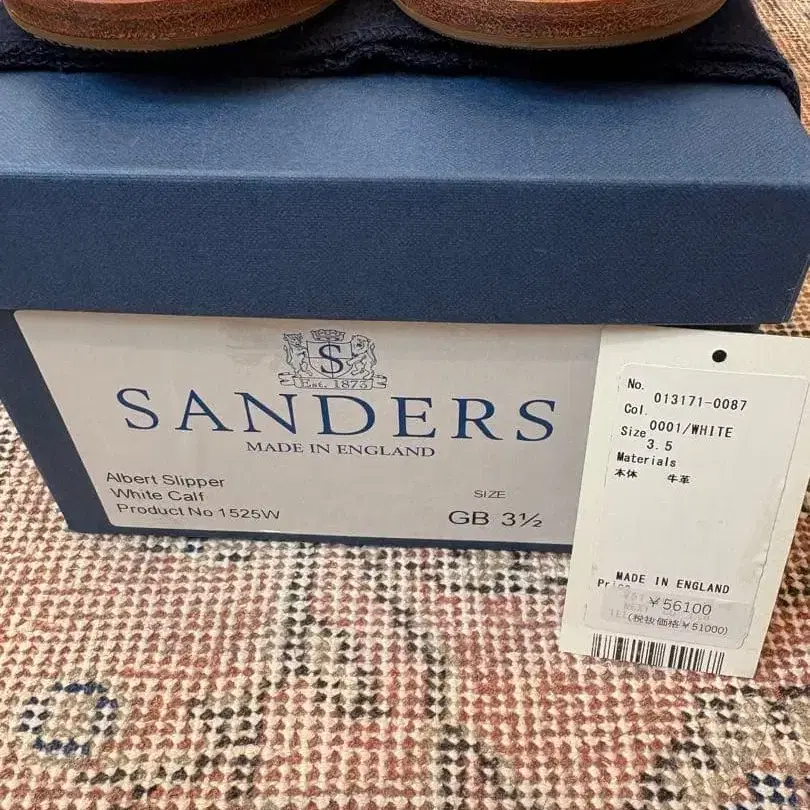 S
Est. 1873
SANDERS
MADE IN ENGLAND
Albert Slipper
White Calf
Product No 1525W
SIZE
GB 3½
No. 013171-0087
Col. 0001/WHITE
Size 3.5
Materials
本体 牛革
MADE IN ENGLAND
Price
￥56100
(税抜価格￥51000)